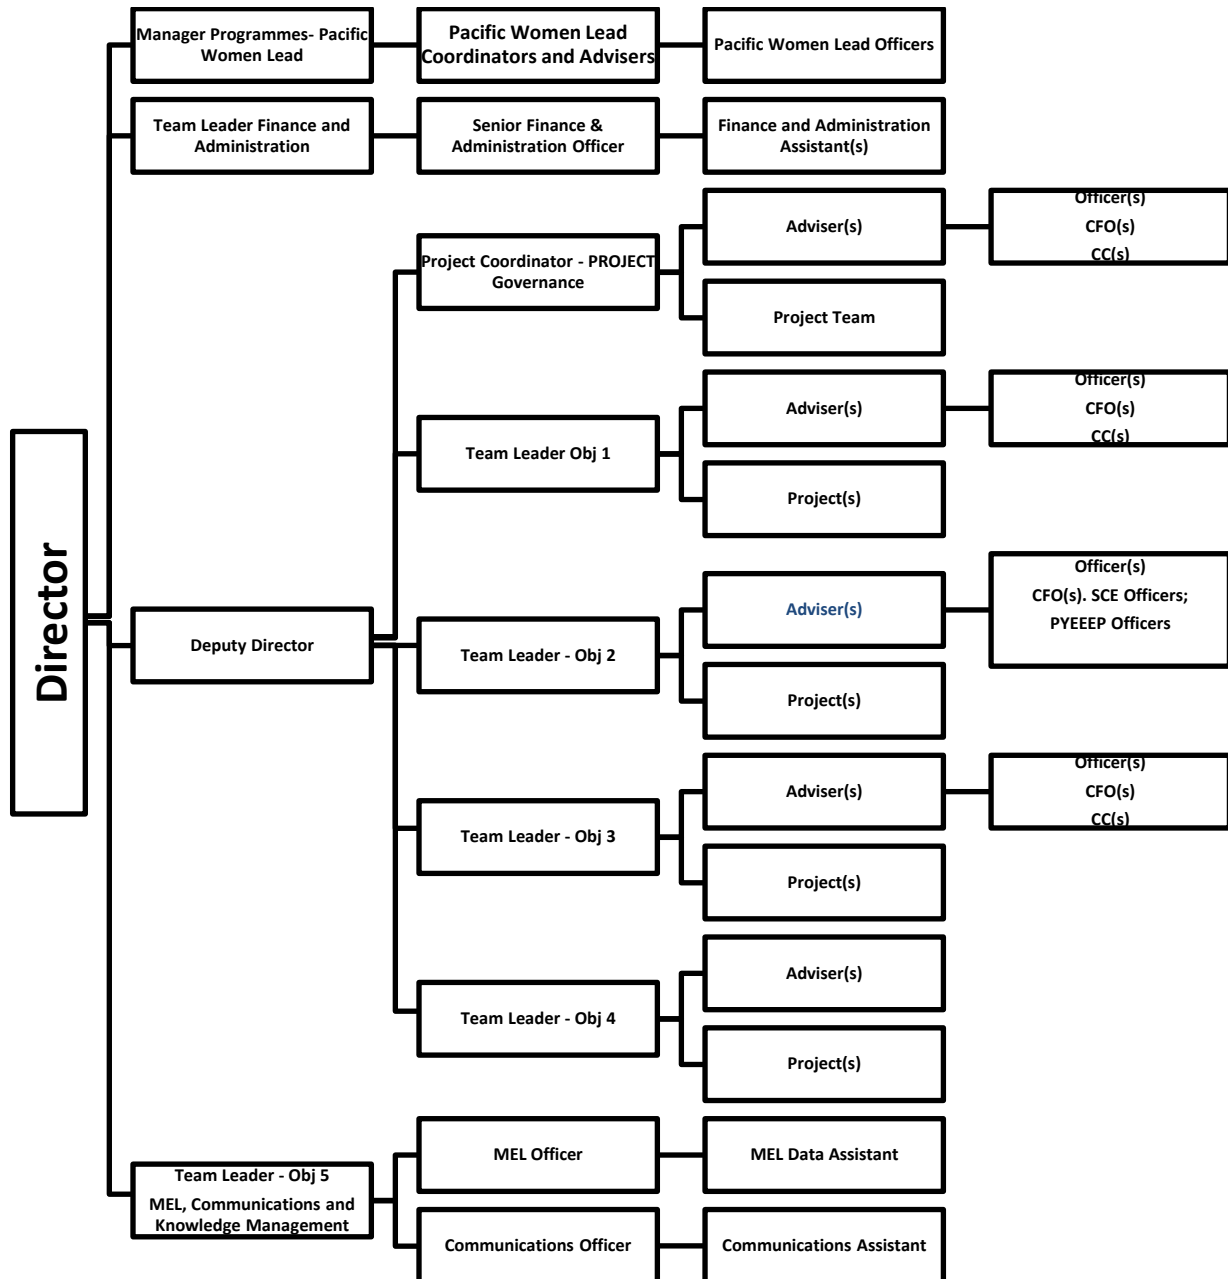 Manager Programmes- Pacific
Women Lead
Pacific Women Lead
Coordinators and Advisers
Pacific Women Lead Officers
Team Leader Finance and
Administration
Senior Finance &
Administration Officer
Finance and Administration
Assistant(s)
Director
Deputy Director
Project Coordinator - PROJECT
Governance
Adviser(s)
Officer(s)
CFO(s)
CC(s)
Project Team
Team Leader Obj 1
Adviser(s)
Officer(s)
CFO(s)
CC(s)
Project(s)
Team Leader - Obj 2
Adviser(s)
Officer(s)
CFO(s). SCE Officers;
PYEEEP Officers
Project(s)
Team Leader - Obj 3
Adviser(s)
Officer(s)
CFO(s)
CC(s)
Project(s)
Team Leader - Obj 4
Adviser(s)
Project(s)
Team Leader - Obj 5
MEL, Communications and
Knowledge Management
MEL Officer
MEL Data Assistant
Communications Officer
Communications Assistant